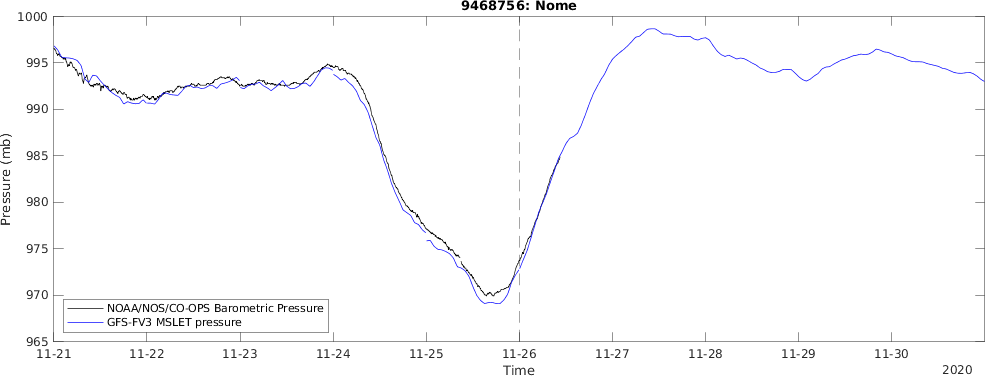 9468756: Nome
1000
995
990
985
980
975
970
965
Pressure (mb)
NOAA/NOS/CO-OPS Barometric Pressure
GFS-FV3 MSLET pressure
11-21 11-22 11-23 11-24 11-25 11-26 11-27 11-28 11-29 11-30
Time
2020